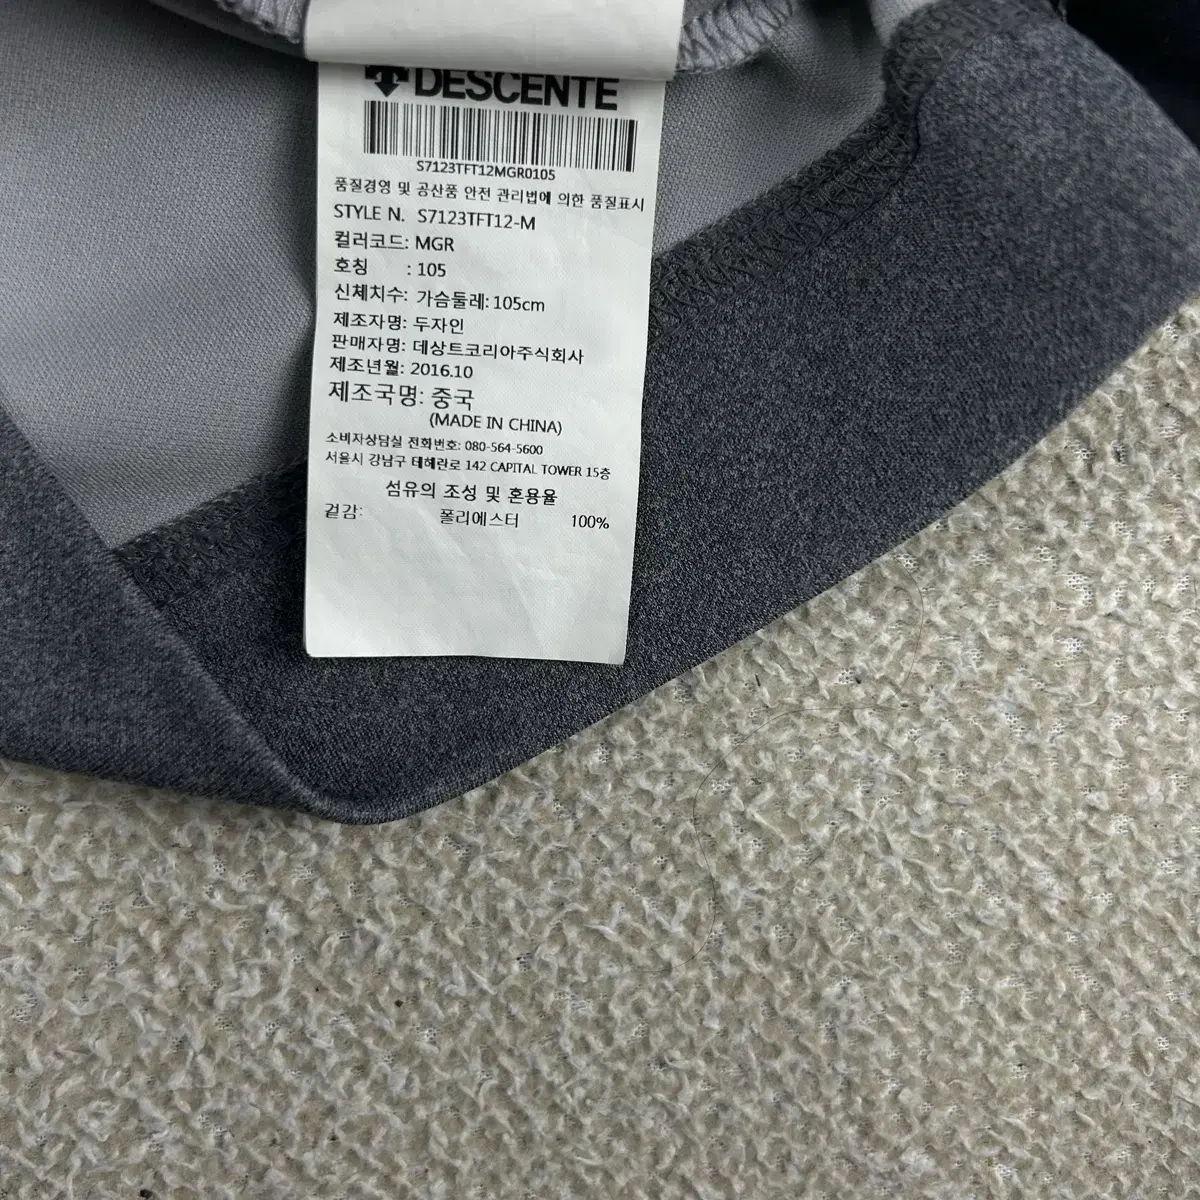 DESCENTE
S7123TFT12MGR0105
품질경영 및 공산품 안전 관리법에 의한 품질표시
STYLE N. S7123TFT12-M
컬러코드: MGR
호칭 : 105
신체치수: 가슴둘레: 105cm
제조자명: 두자인
판매자명: 데상트코리아주식회사
제조년월: 2016.10
제조국명: 중국
(MADE IN CHINA)
소비자상담실 전화번호: 080-564-5600
서울시 강남구 테헤란로 142 CAPITAL TOWER 15층
섬유의 조성 및 혼용율
겉감: 폴리에스터 100%